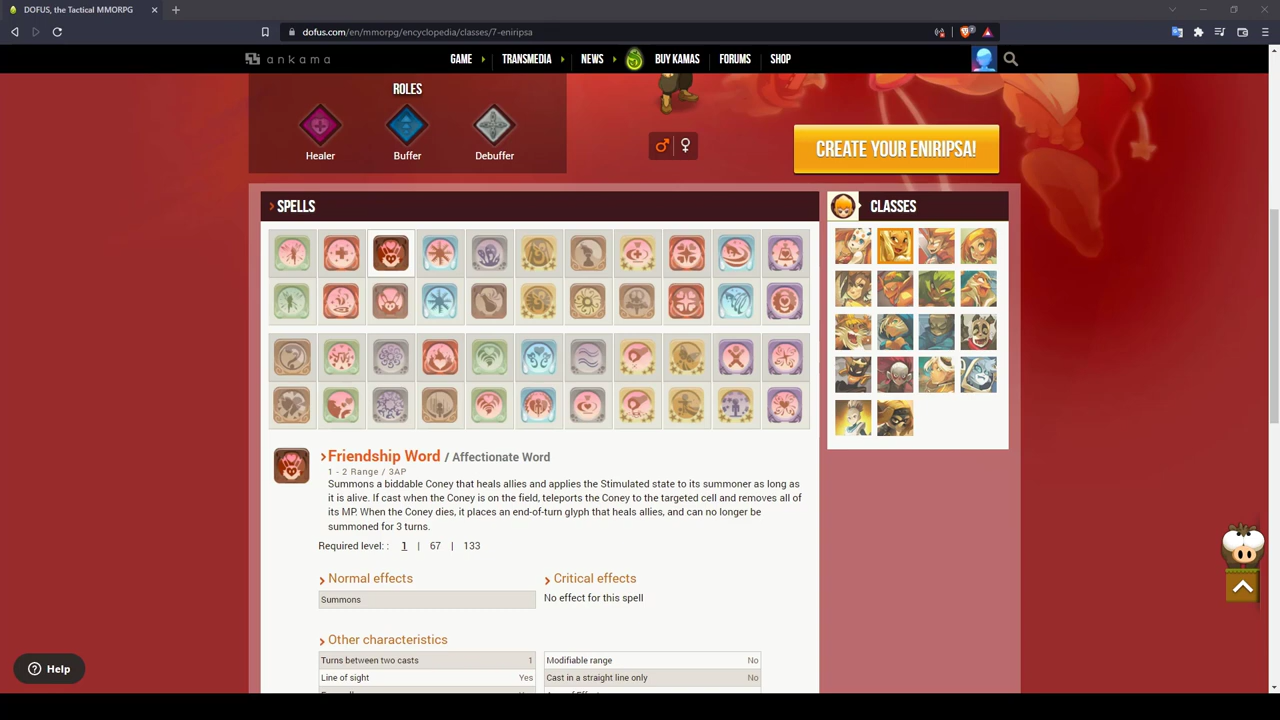 DOFUS, the Tactical MMORPG
dofus.com/en/mmorpg/encyclopedia/classes/7-eniripsa
ankama
GAME
TRANSMEDIA
NEWS
BUY KAMAS
FORUMS
SHOP
ROLES
Healer
Buffer
Debuffer
CREATE YOUR ENIRIPSA!
SPELLS
CLASSES
Friendship Word / Affectionate Word
1 - 2 Range / 3AP
Summons a biddable Coney that heals allies and applies the Stimulated state to its summoner as long as
it is alive. If cast when the Coney is on the field, teleports the Coney to the targeted cell and removes all of
its MP. When the Coney dies, it places an end-of-turn glyph that heals allies, and can no longer be
summoned for 3 turns.
Required level: : 1 | 67 | 133
Normal effects
Critical effects
Summons
No effect for this spell
Other characteristics
Turns between two casts 1
Modifiable range No
Line of sight Yes
Cast in a straight line only No
Help